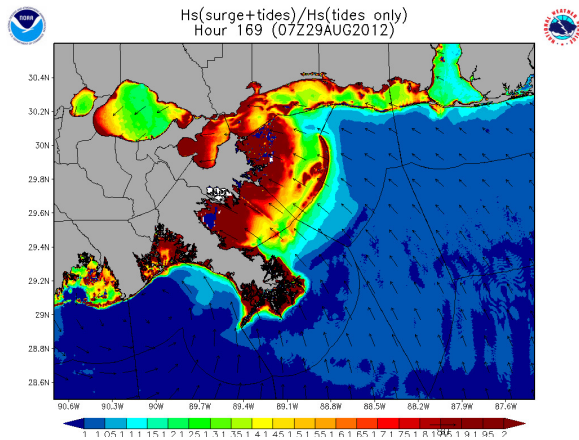 Hs(surge+tides)/Hs(tides only)
Hour 169 (07Z29AUG2012)
NOAA
30.4N
30.2N
30N
29.8N
29.6N
29.4N
29.2N
29N
28.8N
28.6N
90.6W 90.3W 90W 89.7W 89.4W 89.1W 88.8W 88.5W 88.2W 87.9W 87.6W